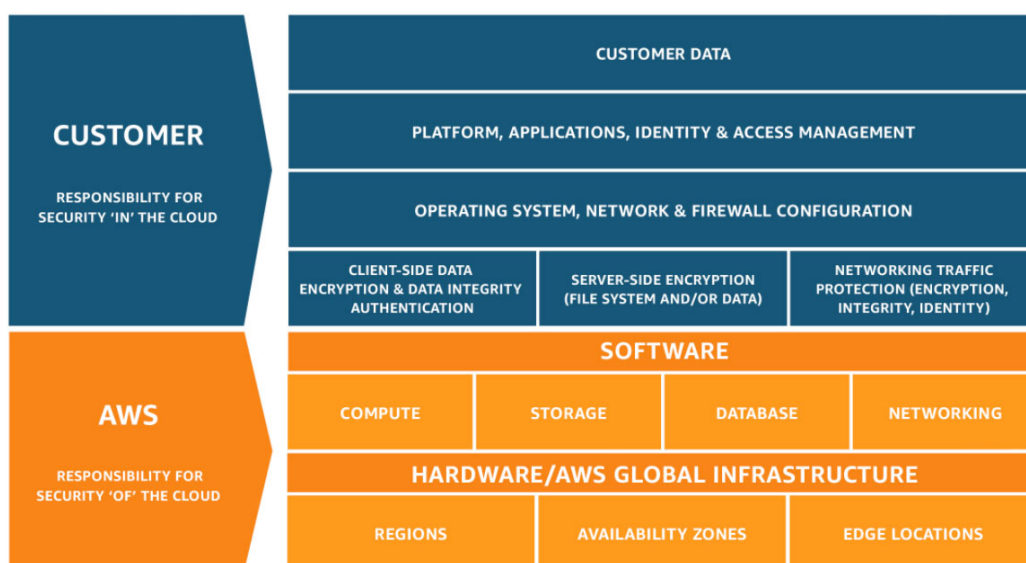 CUSTOMER
RESPONSIBILITY FOR
SECURITY ‘IN’ THE CLOUD
CUSTOMER DATA
PLATFORM, APPLICATIONS, IDENTITY & ACCESS MANAGEMENT
OPERATING SYSTEM, NETWORK & FIREWALL CONFIGURATION
CLIENT-SIDE DATA
ENCRYPTION & DATA INTEGRITY
AUTHENTICATION
SERVER-SIDE ENCRYPTION
(FILE SYSTEM AND/OR DATA)
NETWORKING TRAFFIC
PROTECTION (ENCRYPTION,
INTEGRITY, IDENTITY)
AWS
RESPONSIBILITY FOR
SECURITY ‘OF’ THE CLOUD
SOFTWARE
COMPUTE
STORAGE
DATABASE
NETWORKING
HARDWARE/AWS GLOBAL INFRASTRUCTURE
REGIONS
AVAILABILITY ZONES
EDGE LOCATIONS